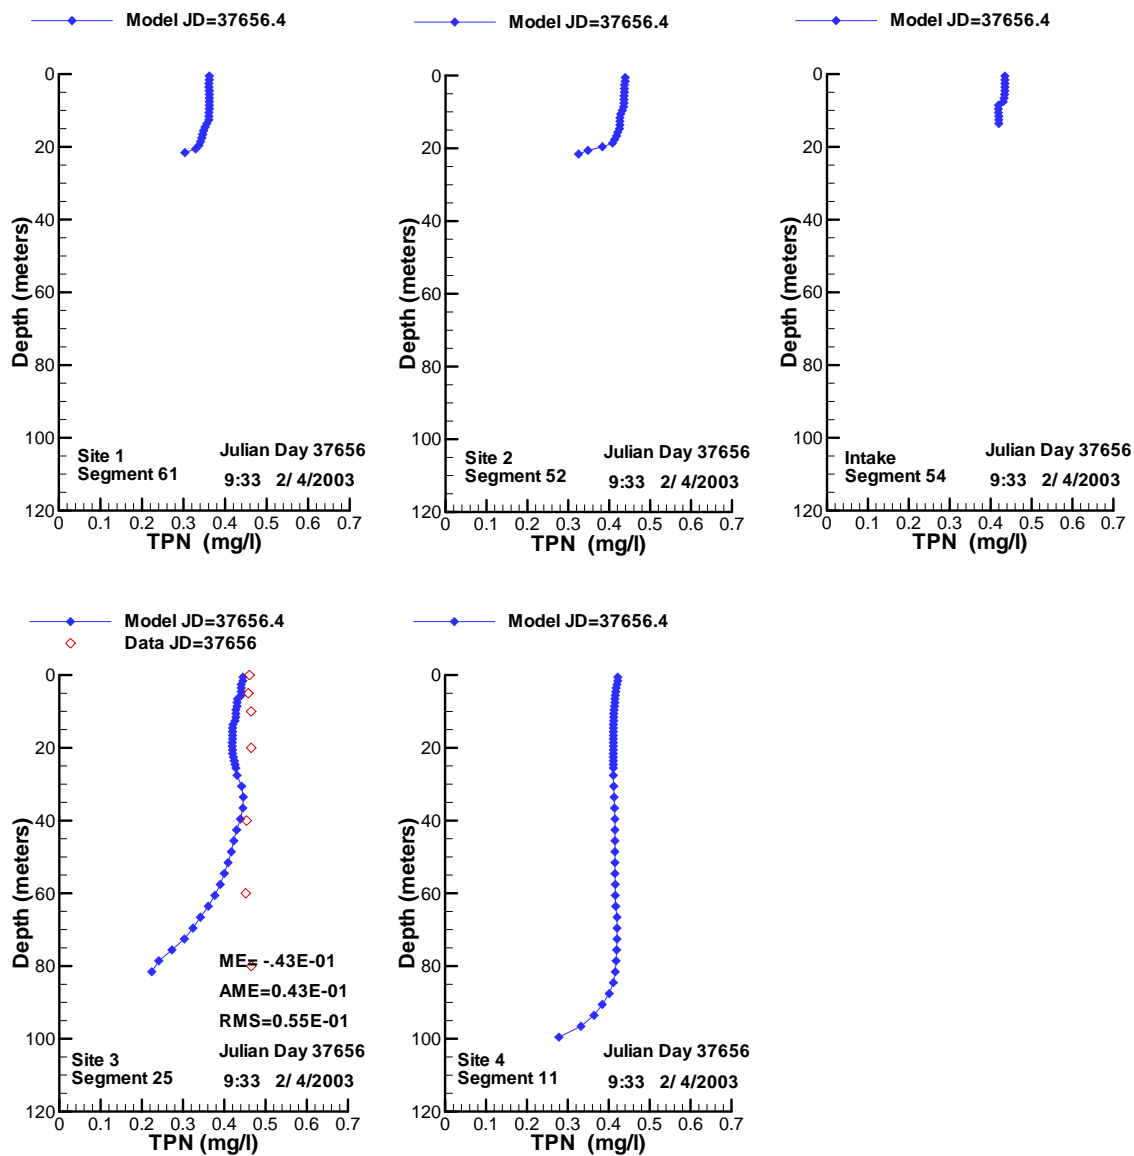 Model JD=37656.4
0
20
40
60
80
100
120
Depth (meters)
Site 1
Segment 61
Julian Day 37656
9:33 2/ 4/2003
0 0.1 0.2 0.3 0.4 0.5 0.6 0.7
TPN (mg/l)
Model JD=37656.4
0
20
40
60
80
100
120
Depth (meters)
Site 2
Segment 52
Julian Day 37656
9:33 2/ 4/2003
0 0.1 0.2 0.3 0.4 0.5 0.6 0.7
TPN (mg/l)
Model JD=37656.4
0
20
40
60
80
100
120
Depth (meters)
Intake
Segment 54
Julian Day 37656
9:33 2/ 4/2003
0 0.1 0.2 0.3 0.4 0.5 0.6 0.7
TPN (mg/l)
Model JD=37656.4
Data JD=37656
0
20
40
60
80
100
120
Depth (meters)
ME= -.43E-01
AME=0.43E-01
RMS=0.55E-01
Site 3
Segment 25
Julian Day 37656
9:33 2/ 4/2003
0 0.1 0.2 0.3 0.4 0.5 0.6 0.7
TPN (mg/l)
Model JD=37656.4
0
20
40
60
80
100
120
Depth (meters)
Site 4
Segment 11
Julian Day 37656
9:33 2/ 4/2003
0 0.1 0.2 0.3 0.4 0.5 0.6 0.7
TPN (mg/l)